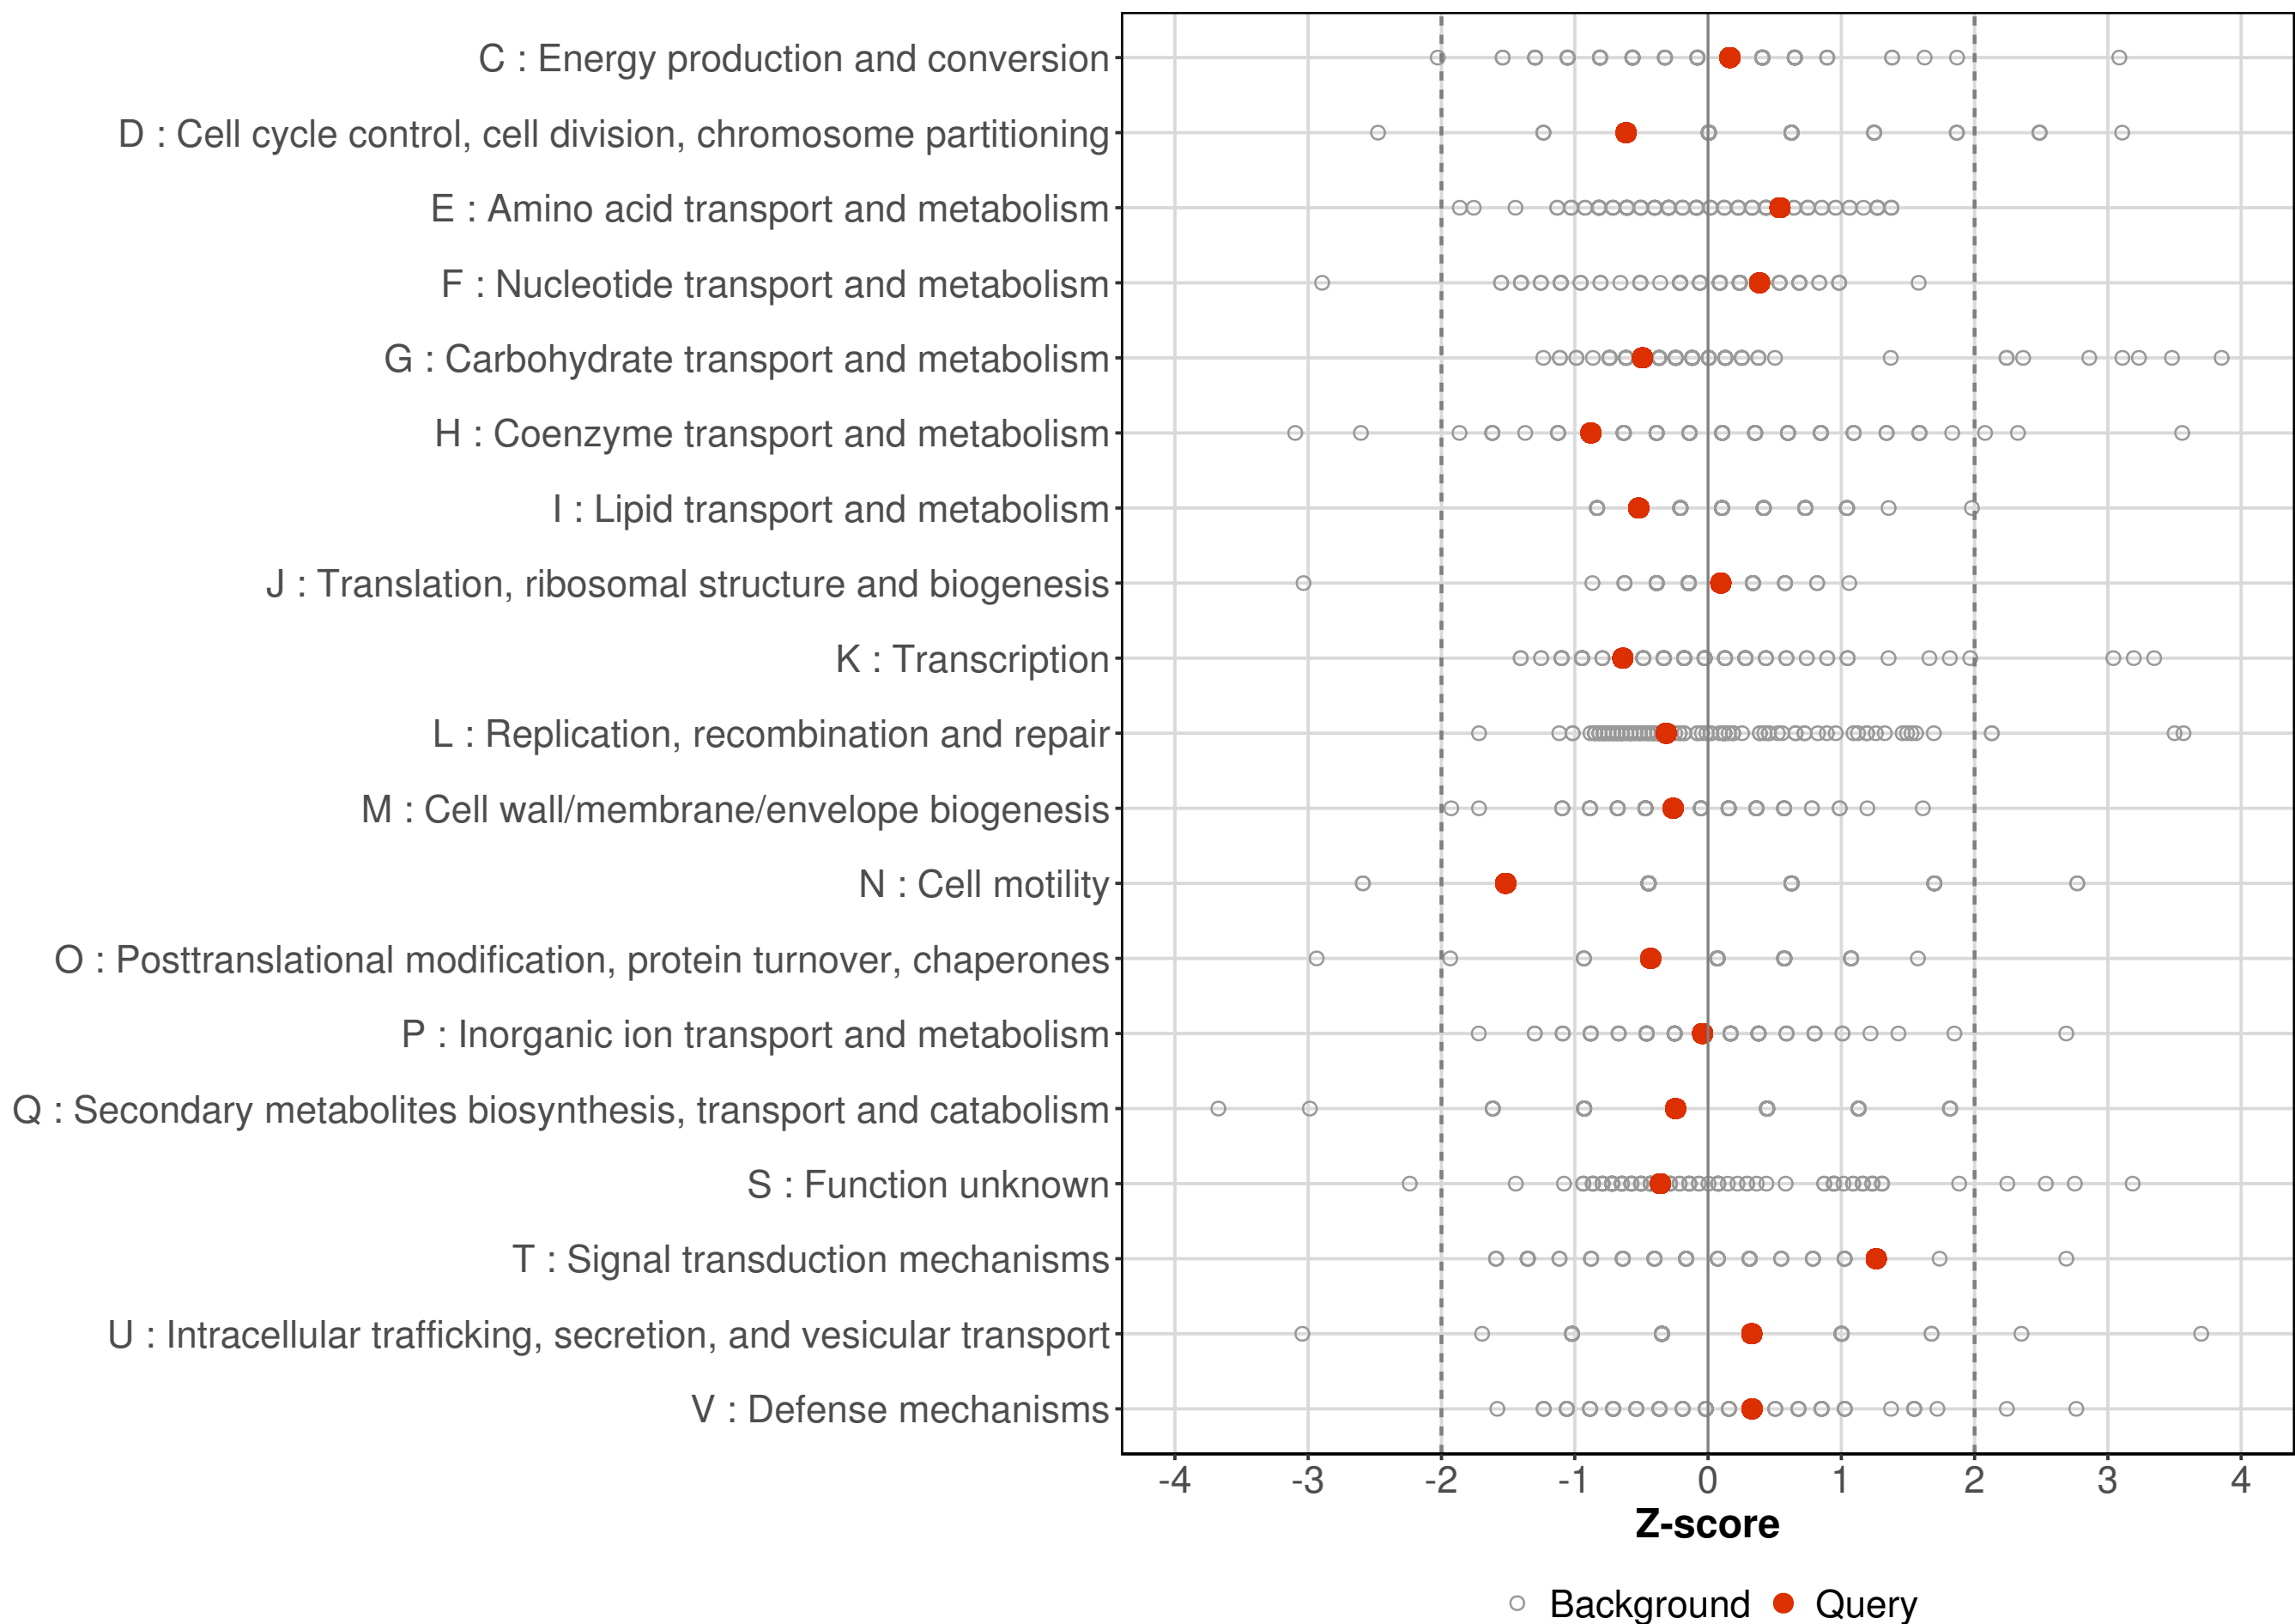 C : Energy production and conversion
D : Cell cycle control, cell division, chromosome partitioning
E : Amino acid transport and metabolism
F : Nucleotide transport and metabolism
G : Carbohydrate transport and metabolism
H : Coenzyme transport and metabolism
I : Lipid transport and metabolism
J : Translation, ribosomal structure and biogenesis
K : Transcription
L : Replication, recombination and repair
M : Cell wall/membrane/envelope biogenesis
N : Cell motility
O : Posttranslational modification, protein turnover, chaperones
P : Inorganic ion transport and metabolism
Q : Secondary metabolites biosynthesis, transport and catabolism
S : Function unknown
T : Signal transduction mechanisms
U : Intracellular trafficking, secretion, and vesicular transport
V : Defense mechanisms
-4 -3 -2 -1 0 1 2 3 4
Z-score
Background Query